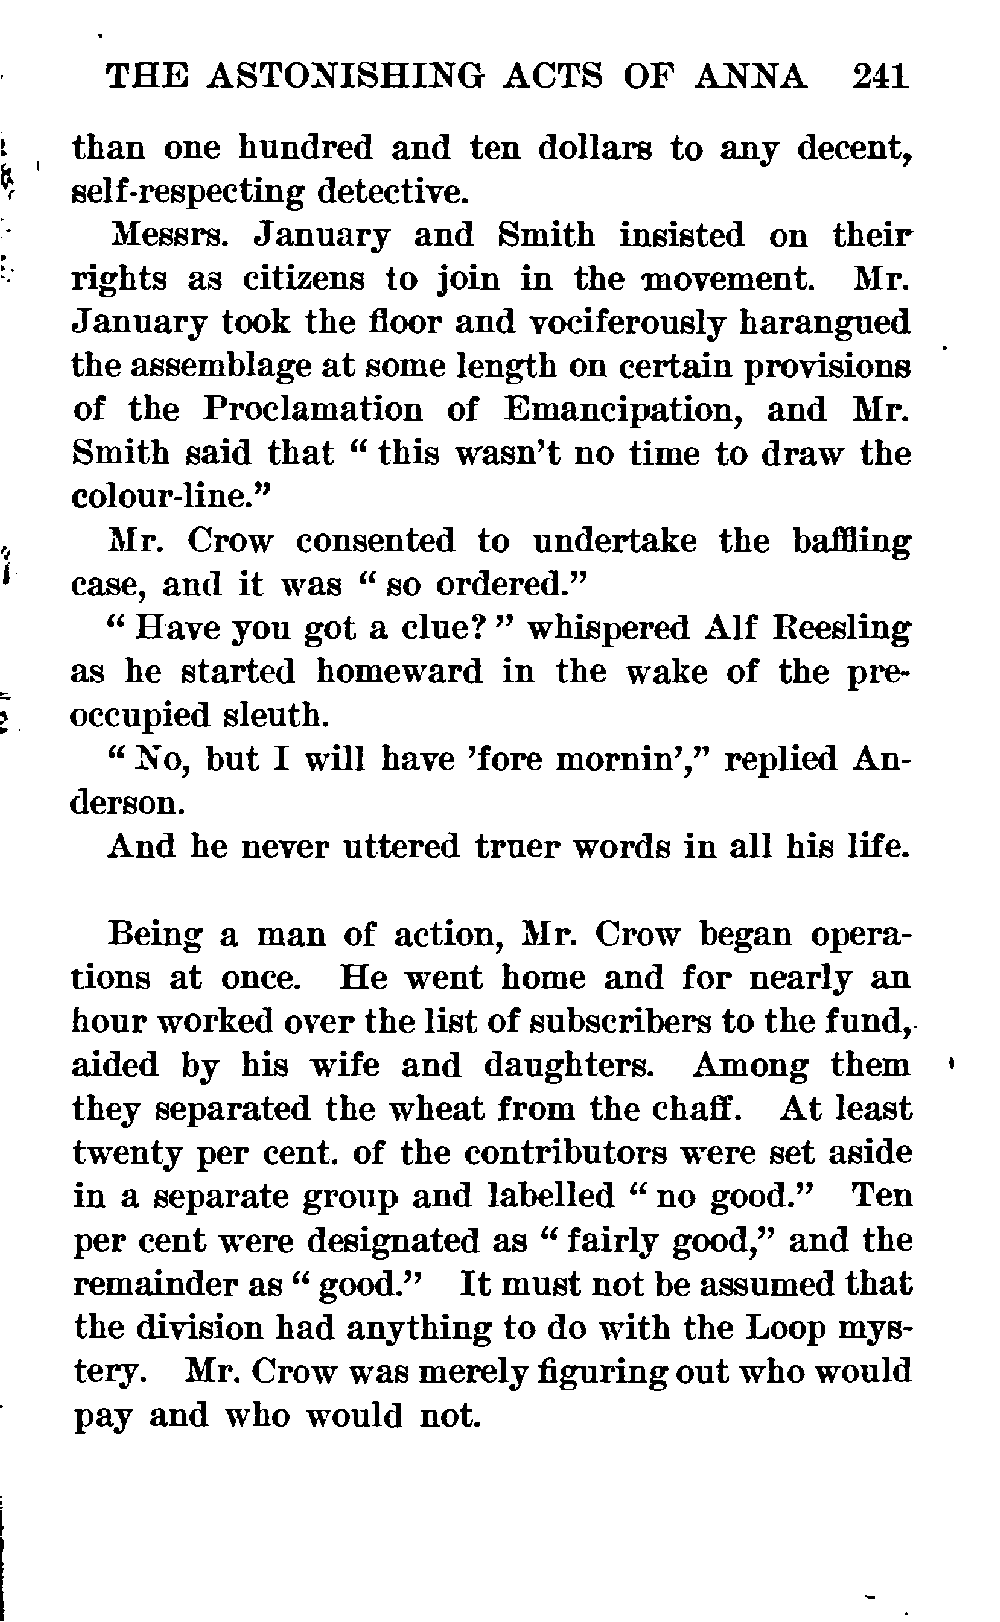 THE ASTONISHING ACTS OF ANNA 241
than one hundred and ten dollars to any decent,
self-respecting detective.
Messrs. January and Smith insisted on their
rights as citizens to join in the movement. Mr.
January took the floor and vociferously harangued
the assemblage at some length on certain provisions
of the Proclamation of Emancipation, and Mr.
Smith said that “ this wasn’t no time to draw the
colour-line.”
Mr. Crow consented to undertake the baffling
case, and it was “ so ordered.”
“ Have you got a clue? ” whispered Alf Reesling
as he started homeward in the wake of the pre-
occupied sleuth.
“ No, but I will have ’fore mornin’,” replied An-
derson.
And he never uttered truer words in all his life.
Being a man of action, Mr. Crow began opera-
tions at once. He went home and for nearly an
hour worked over the list of subscribers to the fund,
aided by his wife and daughters. Among them
they separated the wheat from the chaff. At least
twenty per cent. of the contributors were set aside
in a separate group and labelled “ no good.” Ten
per cent were designated as “ fairly good,” and the
remainder as “ good.” It must not be assumed that
the division had anything to do with the Loop mys-
tery. Mr. Crow was merely figuring out who would
pay and who would not.